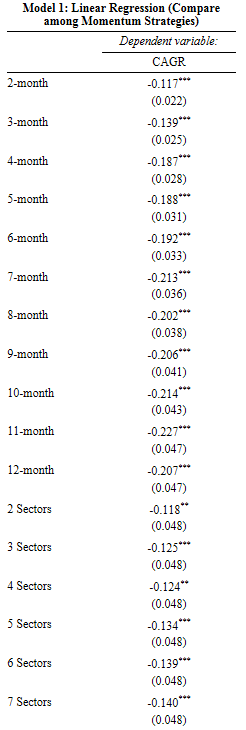 Model 1: Linear Regression (Compare
among Momentum Strategies)
Dependent variable:
CAGR
2-month -0.117***
(0.022)
3-month -0.139***
(0.025)
4-month -0.187***
(0.028)
5-month -0.188***
(0.031)
6-month -0.192***
(0.033)
7-month -0.213***
(0.036)
8-month -0.202***
(0.038)
9-month -0.206***
(0.041)
10-month -0.214***
(0.043)
11-month -0.227***
(0.047)
12-month -0.207***
(0.047)
2 Sectors -0.118**
(0.048)
3 Sectors -0.125***
(0.048)
4 Sectors -0.124**
(0.048)
5 Sectors -0.134***
(0.048)
6 Sectors -0.139***
(0.048)
7 Sectors -0.140***
(0.048)